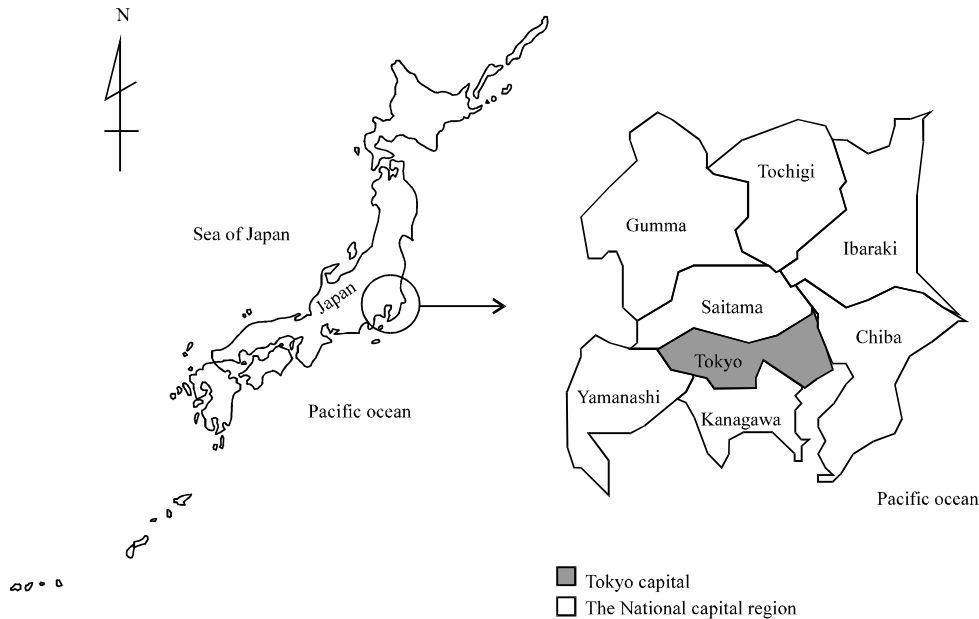 N
Sea of Japan
Japan
Pacific ocean
Gumma
Tochigi
Ibaraki
Saitama
Chiba
Tokyo
Yamanashi
Kanagawa
Pacific ocean
Tokyo capital
The National capital region